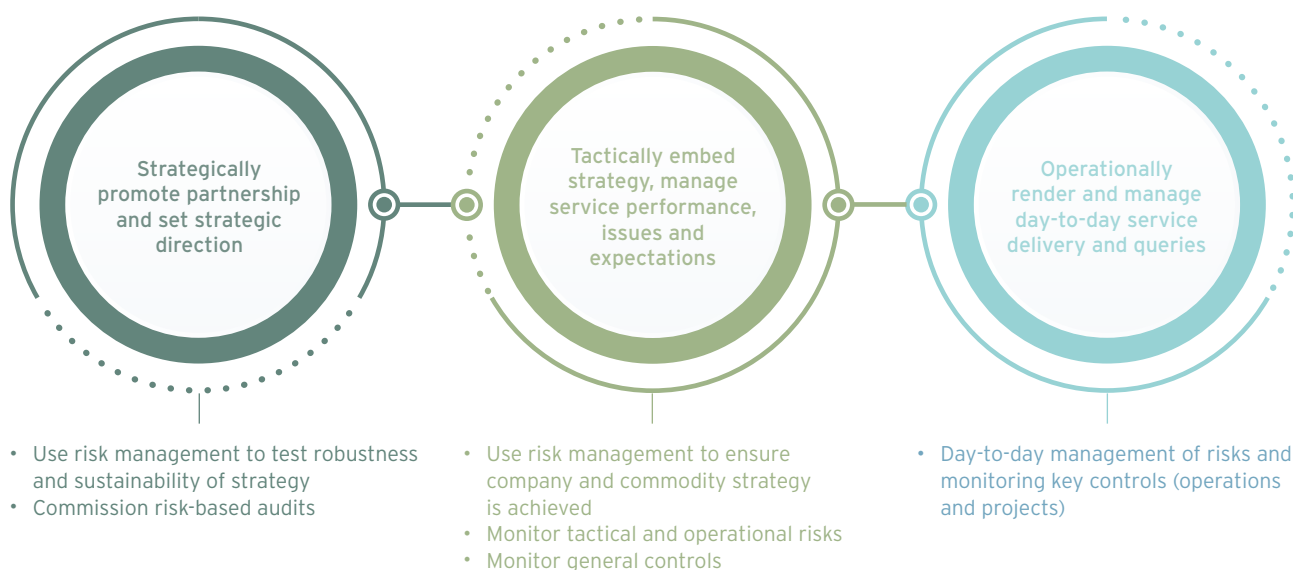 Strategically
promote partnership
and set strategic
direction
Tactically embed
strategy, manage
service performance,
issues and
expectations
Operationally
render and manage
day-to-day service
delivery and queries
• Use risk management to test robustness
and sustainability of strategy
• Commission risk-based audits
• Use risk management to ensure
company and commodity strategy
is achieved
• Monitor tactical and operational risks
• Monitor general controls
• Day-to-day management of risks and
monitoring key controls (operations
and projects)